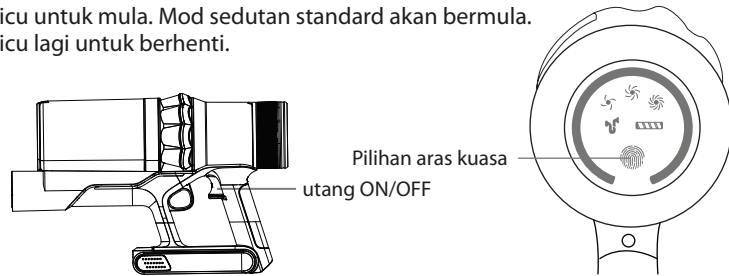 icu untuk mula. Mod sedutan standard akan bermula.
icu lagi untuk berhenti.
Pilihan aras kuasa
utang ON/OFF